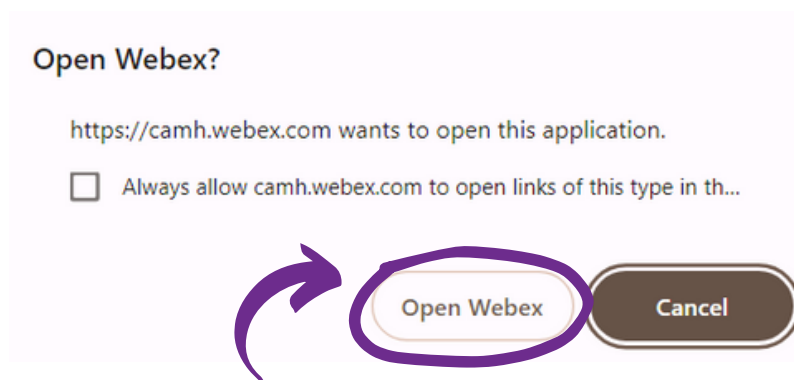 Open Webex?
https://camh.webex.com wants to open this application.
Always allow camh.webex.com to open links of this type in th...
Open Webex
Cancel